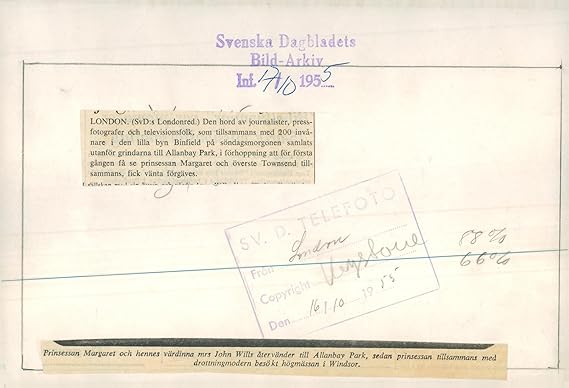 Svenska Dagbladets
Bild-Arkiv
Inf. 17/10 1955
LONDON. (SvD:s Londonred.) Den hord av journalister, press-
fotografer och televisionsfolk, som tillsammans med 200 invå-
nare i den lilla byn Binfield på söndagsmorgonen samlats
utanför grindarna till Allanbay Park, i förhoppning att för första
gången få se prinsessan Margaret och överste Townsend till-
sammans, fick vänta förgäves.
SV. D. TELEFOTO
Från London
Copyright Keystone
Den 16/10 1955
88%
66%
Prinsessan Margaret och hennes värdinna mrs John Wills återvänder till Allanbay Park, sedan prinsessan tillsammans med
drottningmodern besökt högmässan i Windsor.